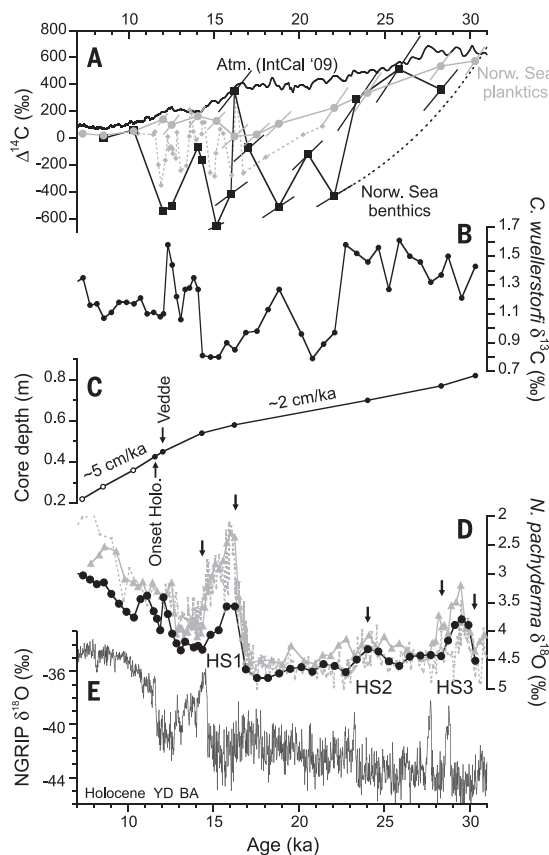 10 15 20 25 30
800
600
400
200
0
-200
-400
-600
Δ¹⁴C (‰)
A
Atm. (IntCal '09)
Norw. Sea
planktics
Norw. Sea
benthics
B
1.7
1.5
1.3
1.1
0.9
0.7
C. wuellerstorfi δ¹³C (‰)
C
0.8
0.6
0.4
0.2
Core depth (m)
~5 cm/ka
Onset Holo.
Vedde
~2 cm/ka
D
2
2.5
3
3.5
4
4.5
5
N. pachyderma δ¹⁸O (‰)
HS1
HS2
HS3
E
-36
-40
-44
NGRIP δ¹⁸O (‰)
Holocene YD BA
10 15 20 25 30
Age (ka)